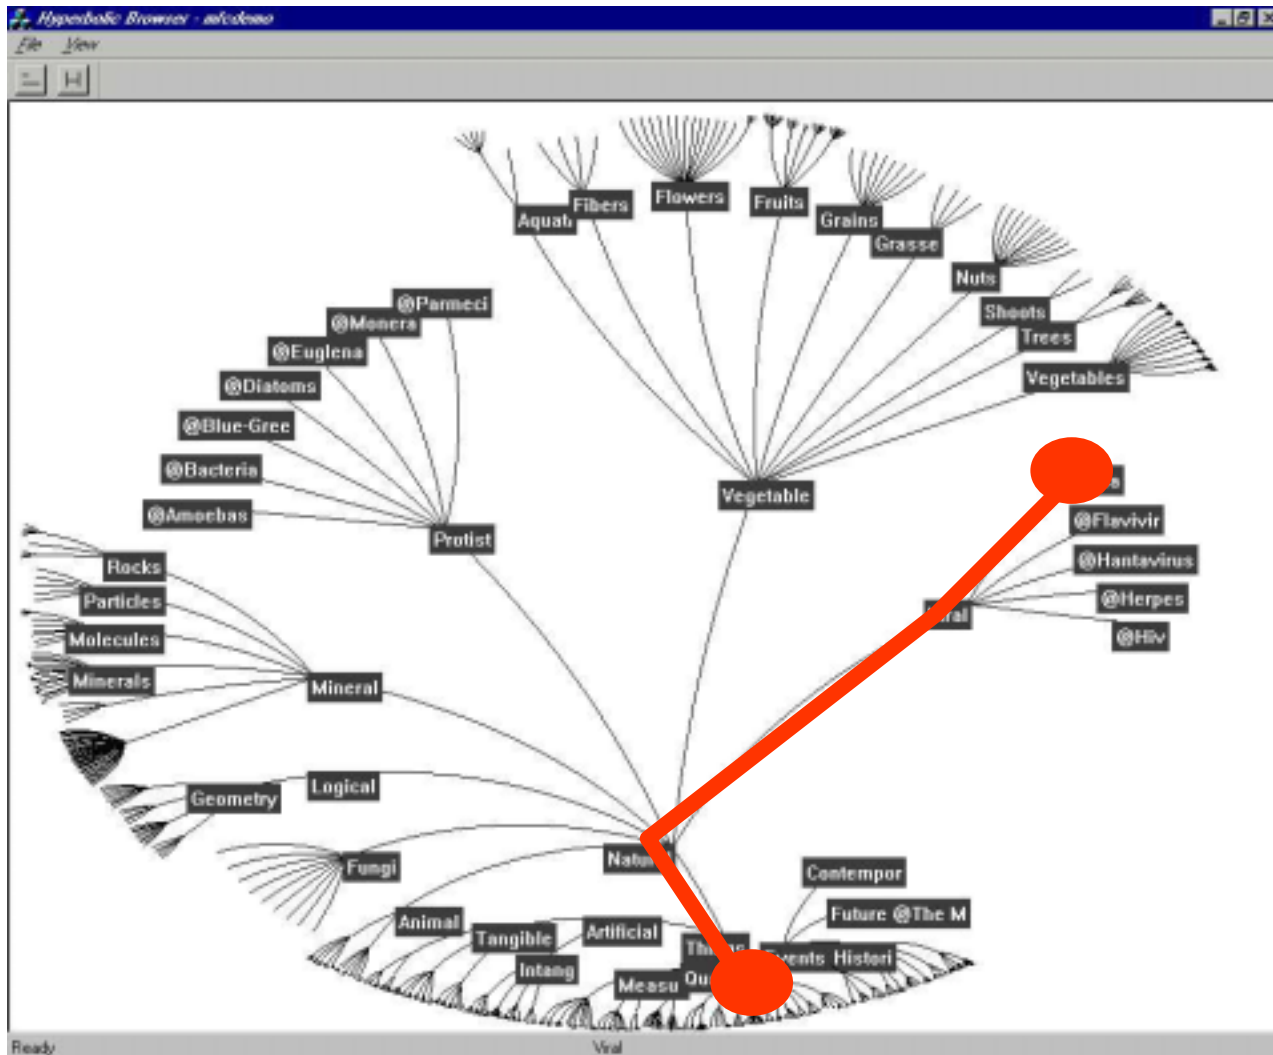 Hyperbolic Browser - mfcdemo
File View
@Parmeci
@Monera
@Euglena
@Diatoms
@Blue-Gree
@Bacteria
@Amoebas
Protist
Aquat
Fibers
Flowers
Fruits
Grains
Grasse
Nuts
Shoots
Trees
Vegetables
Vegetable
@Flavivir
@Hantavirus
@Herpes
@Hiv
Rocks
Particles
Molecules
Minerals
Mineral
Logical
Geometry
Fungi
Animal
Tangible
Intang
Artificial
Measu
Contempor
Future @The M
Histori
Ready
Viral